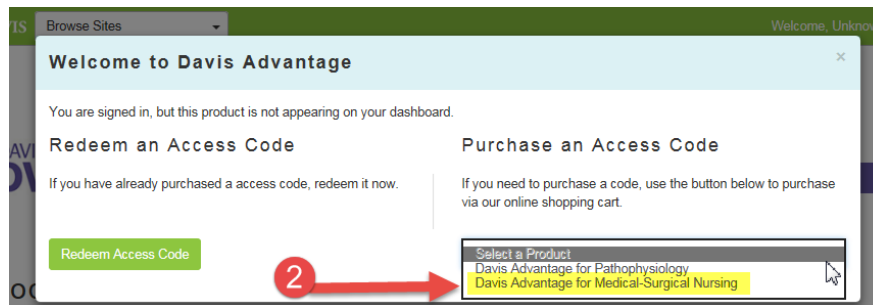 Browse Sites
Welcome, Unkno
Welcome to Davis Advantage
×
You are signed in, but this product is not appearing on your dashboard.
Redeem an Access Code
Purchase an Access Code
If you have already purchased a access code, redeem it now.
If you need to purchase a code, use the button below to purchase
via our online shopping cart.
Redeem Access Code
Select a Product
Davis Advantage for Pathophysiology
Davis Advantage for Medical-Surgical Nursing
2